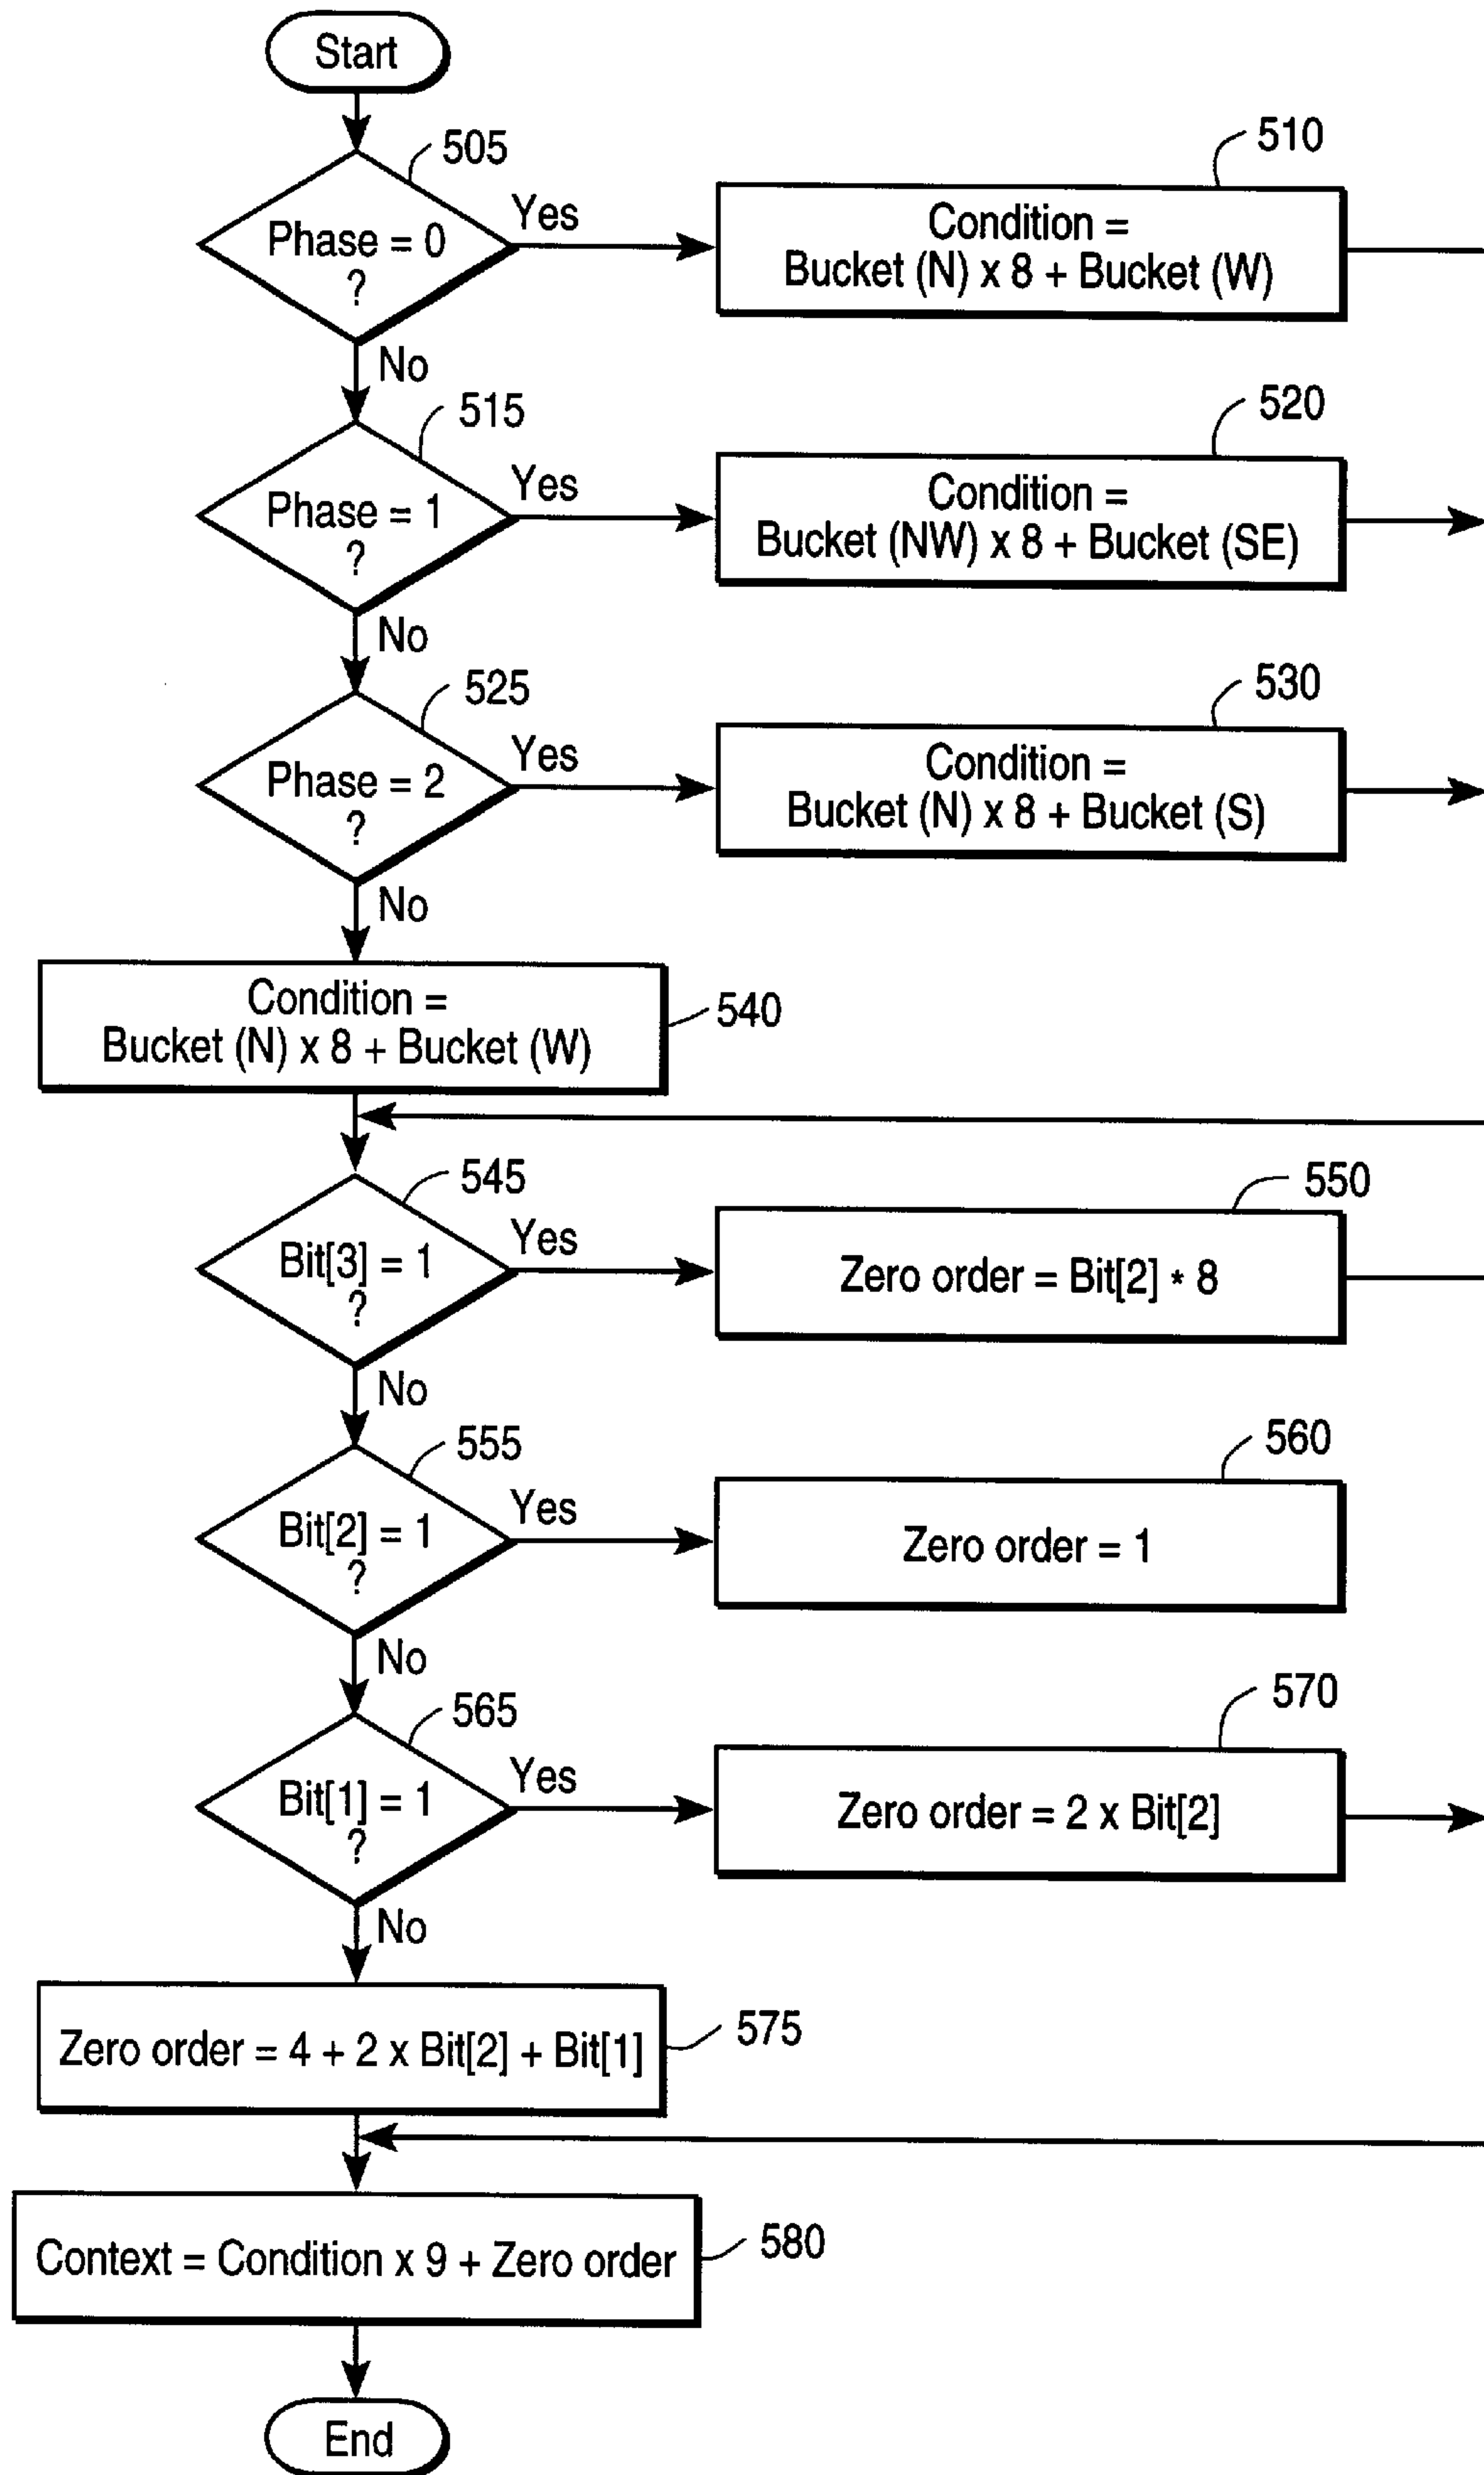 Start
505
Phase = 0
?
Yes
510
Condition =
Bucket (N) x 8 + Bucket (W)
No
515
Phase = 1
?
Yes
520
Condition =
Bucket (NW) x 8 + Bucket (SE)
No
525
Phase = 2
?
Yes
530
Condition =
Bucket (N) x 8 + Bucket (S)
No
Condition =
Bucket (N) x 8 + Bucket (W)
540
545
Bit[3] = 1
?
Yes
550
Zero order = Bit[2] * 8
No
555
Bit[2] = 1
?
Yes
560
Zero order = 1
No
565
Bit[1] = 1
?
Yes
570
Zero order = 2 x Bit[2]
No
Zero order = 4 + 2 x Bit[2] + Bit[1]
575
Context = Condition x 9 + Zero order
580
End